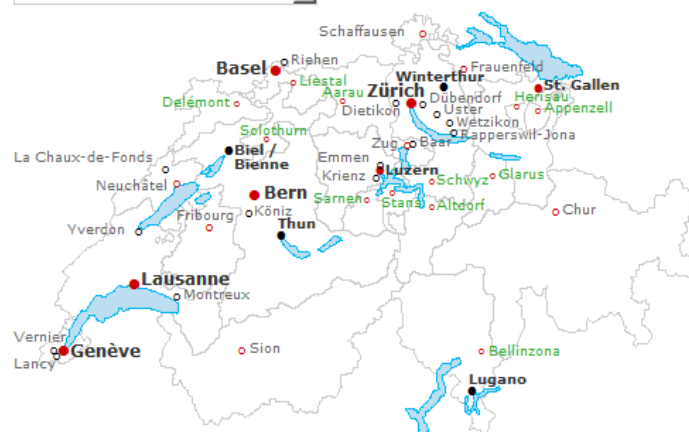 Schaffhausen
Riehen
Basel
Frauenfeld
Winterthur
Liestal
St. Gallen
Aarau
Zürich
Herisau
Delémont
Dübendorf
Dietikon
Appenzell
Uster
Wetzikon
Solothurn
Rapperswil-Jona
Zug
Baar
Biel /
Bienne
La Chaux-de-Fonds
Emmen
Luzern
Krienz
Glarus
Schwyz
Neuchâtel
Bern
Sarnen
Stans
Altdorf
Köniz
Fribourg
Chur
Thun
Yverdon
Lausanne
Montreux
Vernier
Genève
Lancy
Sion
Bellinzona
Lugano